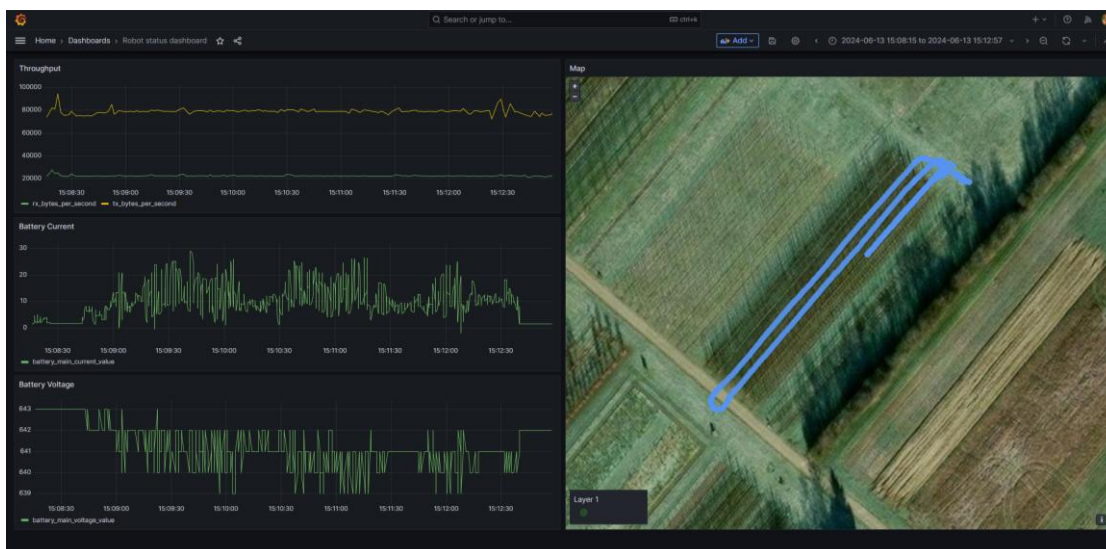 Search or jump to... ctrl+k
Home › Dashboards › Robot status dashboard
Add
2024-06-13 15:08:15 to 2024-06-13 15:12:57
Throughput
100000
80000
60000
40000
20000
15:08:30 15:09:00 15:09:30 15:10:00 15:10:30 15:11:00 15:11:30 15:12:00 15:12:30
rx_bytes_per_second tx_bytes_per_second
Battery Current
30
20
10
0
15:08:30 15:09:00 15:09:30 15:10:00 15:10:30 15:11:00 15:11:30 15:12:00 15:12:30
battery_main_current_value
Battery Voltage
643
642
641
640
639
15:08:30 15:09:00 15:09:30 15:10:00 15:10:30 15:11:00 15:11:30 15:12:00 15:12:30
battery_main_voltage_value
Map
+
−
Layer 1
i